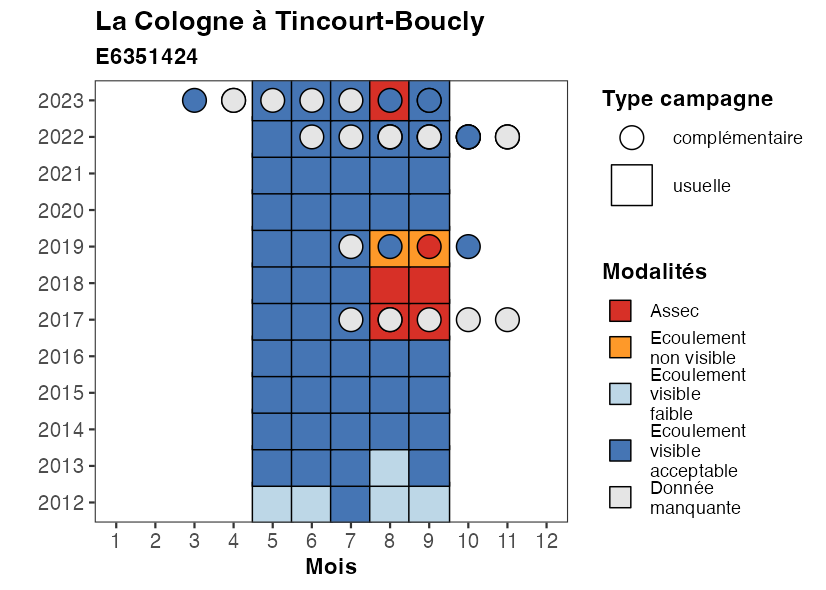 La Cologne à Tincourt-Boucly
E6351424
2023
2022
2021
2020
2019
2018
2017
2016
2015
2014
2013
2012
1 2 3 4 5 6 7 8 9 10 11 12
Mois
Type campagne
complémentaire
usuelle
Modalités
Assec
Ecoulement
non visible
Ecoulement
visible
faible
Ecoulement
visible
acceptable
Donnée
manquante